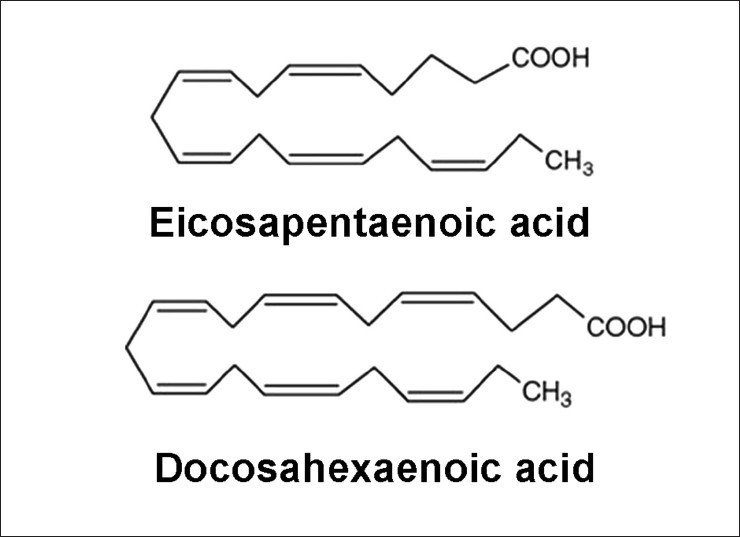 COOH
CH₃
Eicosapentaenoic acid
COOH
CH₃
Docosahexaenoic acid